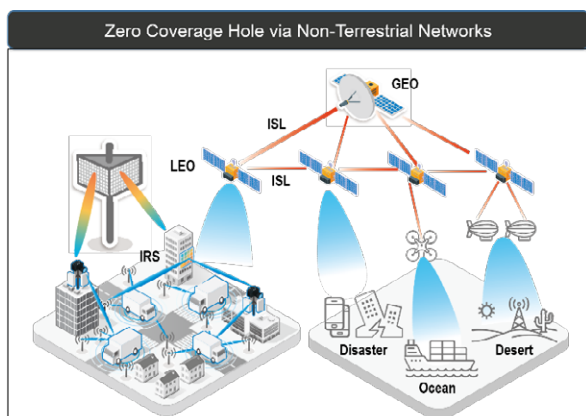 Zero Coverage Hole via Non-Terrestrial Networks
GEO
ISL
LEO
ISL
IRS
Disaster
Desert
Ocean